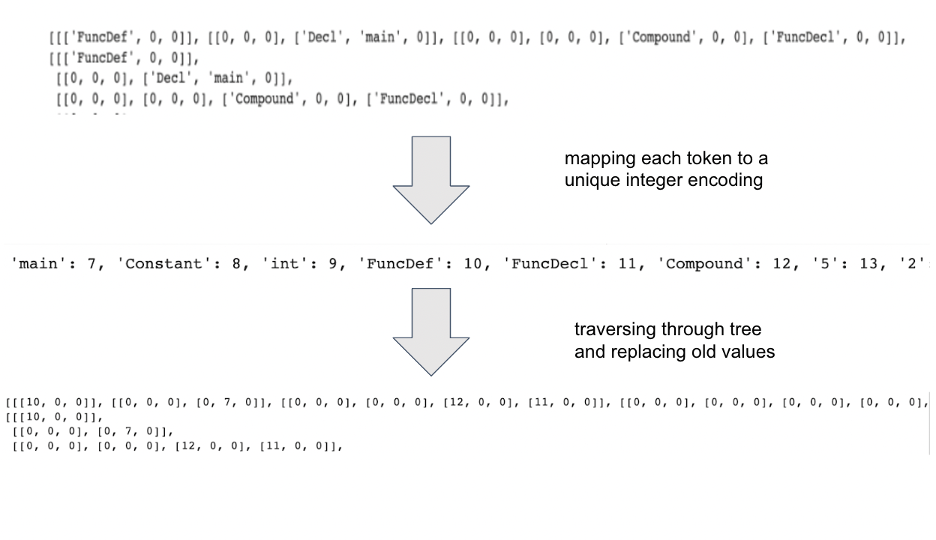 [[['FuncDef', 0, 0]], [[0, 0, 0], ['Decl', 'main', 0]], [[0, 0, 0], [0, 0, 0], ['Compound', 0, 0], ['FuncDecl', 0, 0]],
[[['FuncDef', 0, 0]],
[[0, 0, 0], ['Decl', 'main', 0]],
[[0, 0, 0], [0, 0, 0], ['Compound', 0, 0], ['FuncDecl', 0, 0]],
mapping each token to a
unique integer encoding
'main': 7, 'Constant': 8, 'int': 9, 'FuncDef': 10, 'FuncDecl': 11, 'Compound': 12, '5': 13, '2'
traversing through tree
and replacing old values
[[[10, 0, 0]], [[0, 0, 0], [0, 7, 0]], [[0, 0, 0], [0, 0, 0], [12, 0, 0], [11, 0, 0]], [[0, 0, 0], [0, 0, 0], [0, 0, 0], [0, 0, 0],
[[[10, 0, 0]],
[[0, 0, 0], [0, 7, 0]],
[[0, 0, 0], [0, 0, 0], [12, 0, 0], [11, 0, 0]],